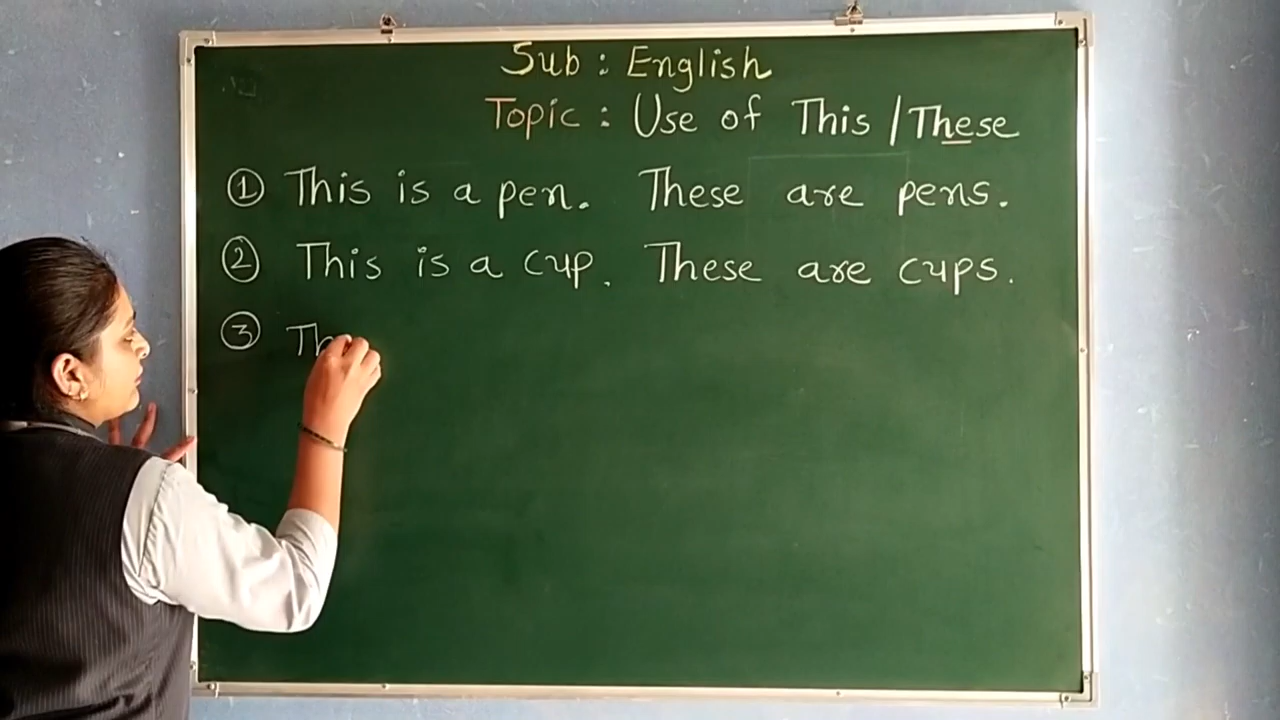 Sub : English
Topic : Use of This / These
① This is a pen. These are pens.
② This is a cup. These are cups.
③ Th